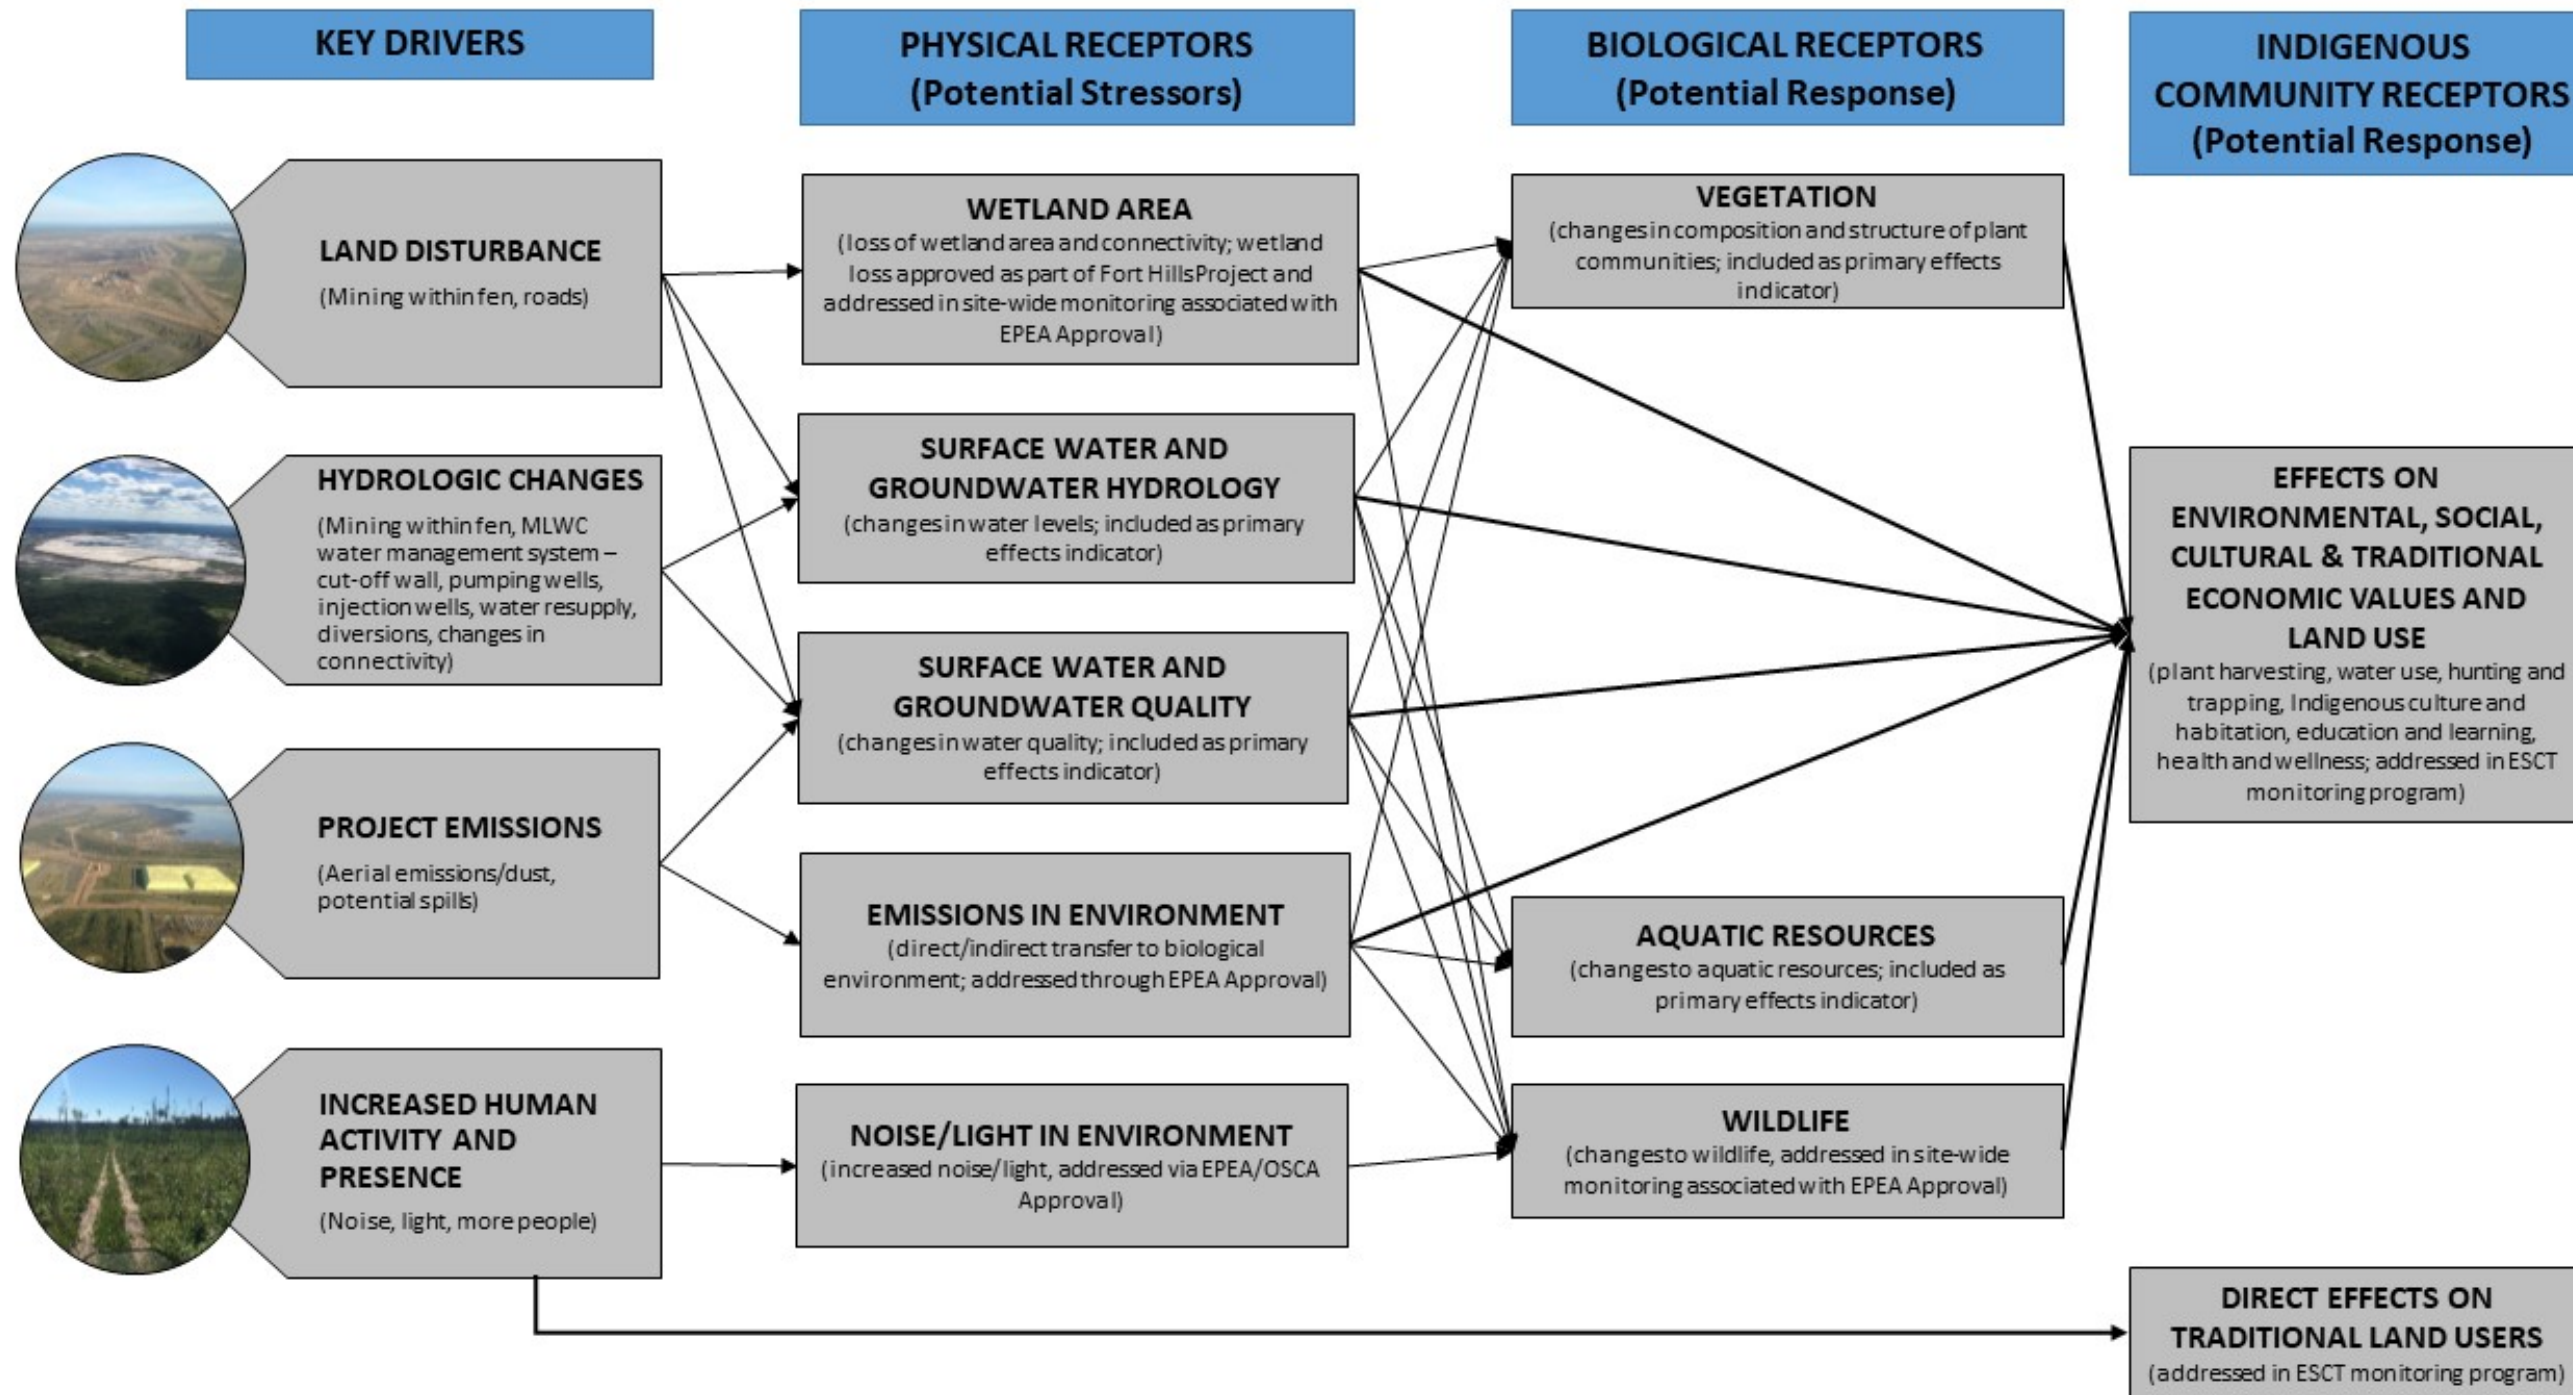 KEY DRIVERS
PHYSICAL RECEPTORS
(Potential Stressors)
BIOLOGICAL RECEPTORS
(Potential Response)
INDIGENOUS
COMMUNITY RECEPTORS
(Potential Response)
LAND DISTURBANCE
(Mining within fen, roads)
HYDROLOGIC CHANGES
(Mining within fen, MLWC
water management system –
cut-off wall, pumping wells,
injection wells, water resupply,
diversions, changes in
connectivity)
PROJECT EMISSIONS
(Aerial emissions/dust,
potential spills)
INCREASED HUMAN
ACTIVITY AND
PRESENCE
(Noise, light, more people)
WETLAND AREA
(loss of wetland area and connectivity; wetland
loss approved as part of Fort Hills Project and
addressed in site-wide monitoring associated with
EPEA Approval)
SURFACE WATER AND
GROUNDWATER HYDROLOGY
(changes in water levels; included as primary
effects indicator)
SURFACE WATER AND
GROUNDWATER QUALITY
(changes in water quality; included as primary
effects indicator)
EMISSIONS IN ENVIRONMENT
(direct/indirect transfer to biological
environment; addressed through EPEA Approval)
NOISE/LIGHT IN ENVIRONMENT
(increased noise/light, addressed via EPEA/OSCA
Approval)
VEGETATION
(changes in composition and structure of plant
communities; included as primary effects
indicator)
AQUATIC RESOURCES
(changes to aquatic resources; included as
primary effects indicator)
WILDLIFE
(changes to wildlife, addressed in site-wide
monitoring associated with EPEA Approval)
EFFECTS ON
ENVIRONMENTAL, SOCIAL,
CULTURAL & TRADITIONAL
ECONOMIC VALUES AND
LAND USE
(plant harvesting, water use, hunting and
trapping, Indigenous culture and
habitation, education and learning,
health and wellness; addressed in ESCT
monitoring program)
DIRECT EFFECTS ON
TRADITIONAL LAND USERS
(addressed in ESCT monitoring program)